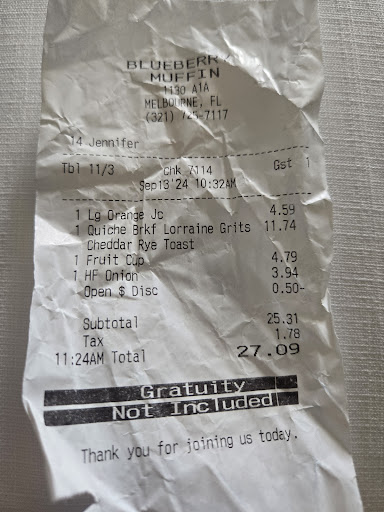 BLUEBERRY
MUFFIN
1130 A1A
MELBOURNE, FL
(321) 725-7117
14 Jennifer
Tbl 11/3 Chk 7114 Gst 1
Sep13'24 10:32AM
1 Lg Orange Jc 4.59
1 Quiche Brkf Lorraine Grits 11.74
Cheddar Rye Toast
1 Fruit Cup 4.79
1 HF Onion 3.94
Open $ Disc 0.50-
Subtotal 25.31
Tax 1.78
11:24AM Total 27.09
Gratuity
Not Included
Thank you for joining us today.